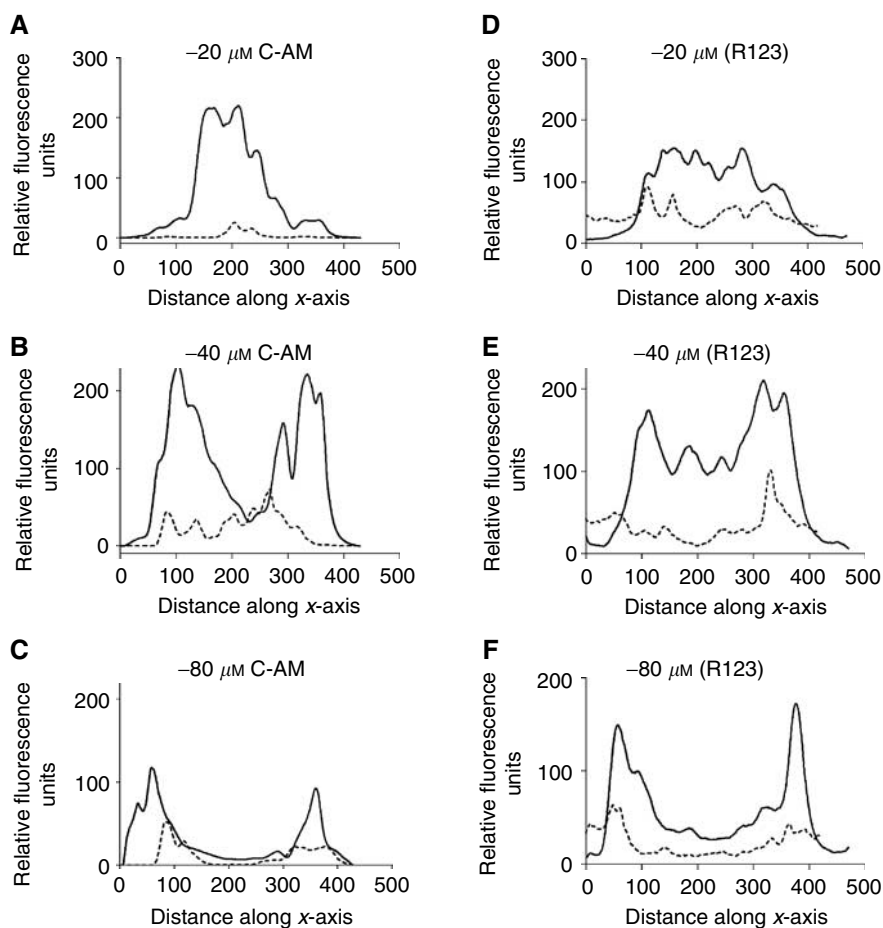 A
−20 μM C-AM
300
200
100
0
Relative fluorescence
units
0 100 200 300 400 500
Distance along x-axis
B
−40 μM C-AM
200
100
0
Relative fluorescence
units
0 100 200 300 400 500
Distance along x-axis
C
−80 μM C-AM
200
100
0
Relative fluorescence
units
0 100 200 300 400 500
Distance along x-axis
D
−20 μM (R123)
300
200
100
0
Relative fluorescence
units
0 100 200 300 400 500
Distance along x-axis
E
−40 μM (R123)
200
100
0
Relative fluorescence
units
0 100 200 300 400 500
Distance along x-axis
F
−80 μM (R123)
200
100
0
Relative fluorescence
units
0 100 200 300 400 500
Distance along x-axis